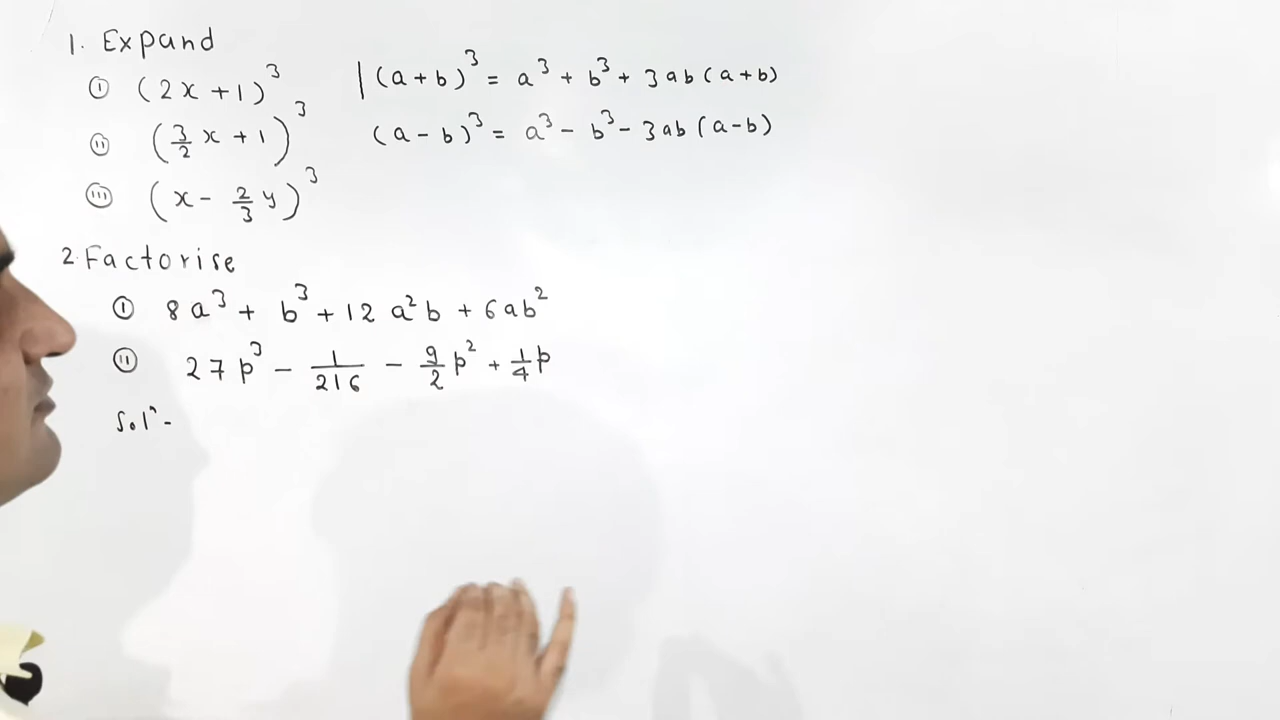 1. Expand
(i) (2x+1)³
(a+b)³ = a³ + b³ + 3ab(a+b)
(ii) (3/2 x + 1)³
(a-b)³ = a³ - b³ - 3ab(a-b)
(iii) (x - 2/3 y)³
2. Factorise
(i) 8a³ + b³ + 12a²b + 6ab²
(ii) 27p³ - 1/216 - 9/2 p² + 1/4 p
Solⁿ-